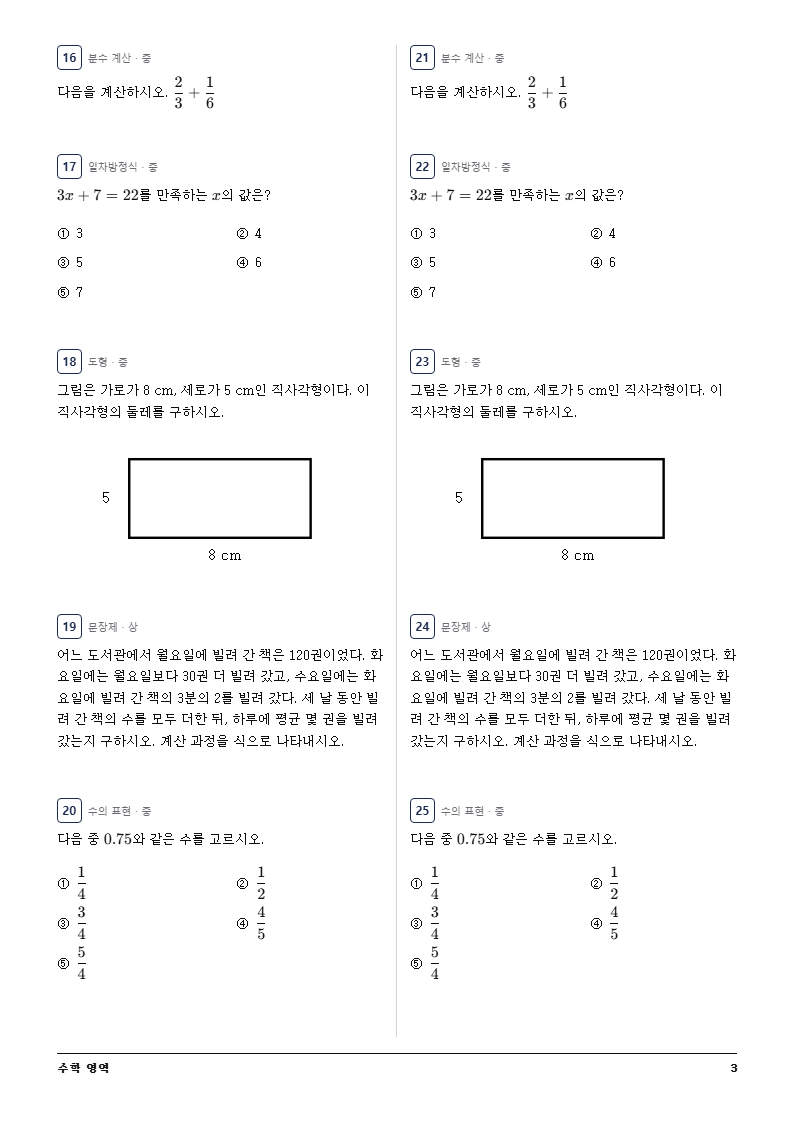 16 분수 계산 · 중
다음을 계산하시오. 2/3 + 1/6
17 일차방정식 · 중
3x + 7 = 22를 만족하는 x의 값은?
① 3 ② 4
③ 5 ④ 6
⑤ 7
18 도형 · 중
그림은 가로가 8 cm, 세로가 5 cm인 직사각형이다. 이
직사각형의 둘레를 구하시오.
5
8 cm
19 문장제 · 상
어느 도서관에서 월요일에 빌려 간 책은 120권이었다. 화
요일에는 월요일보다 30권 더 빌려 갔고, 수요일에는 화
요일에 빌려 간 책의 3분의 2를 빌려 갔다. 세 날 동안 빌
려 간 책의 수를 모두 더한 뒤, 하루에 평균 몇 권을 빌려
갔는지 구하시오. 계산 과정을 식으로 나타내시오.
20 수의 표현 · 중
다음 중 0.75와 같은 수를 고르시오.
① 1/4 ② 1/2
③ 3/4 ④ 4/5
⑤ 5/4
21 분수 계산 · 중
다음을 계산하시오. 2/3 + 1/6
22 일차방정식 · 중
3x + 7 = 22를 만족하는 x의 값은?
① 3 ② 4
③ 5 ④ 6
⑤ 7
23 도형 · 중
그림은 가로가 8 cm, 세로가 5 cm인 직사각형이다. 이
직사각형의 둘레를 구하시오.
5
8 cm
24 문장제 · 상
어느 도서관에서 월요일에 빌려 간 책은 120권이었다. 화
요일에는 월요일보다 30권 더 빌려 갔고, 수요일에는 화
요일에 빌려 간 책의 3분의 2를 빌려 갔다. 세 날 동안 빌
려 간 책의 수를 모두 더한 뒤, 하루에 평균 몇 권을 빌려
갔는지 구하시오. 계산 과정을 식으로 나타내시오.
25 수의 표현 · 중
다음 중 0.75와 같은 수를 고르시오.
① 1/4 ② 1/2
③ 3/4 ④ 4/5
⑤ 5/4
수학 영역 3